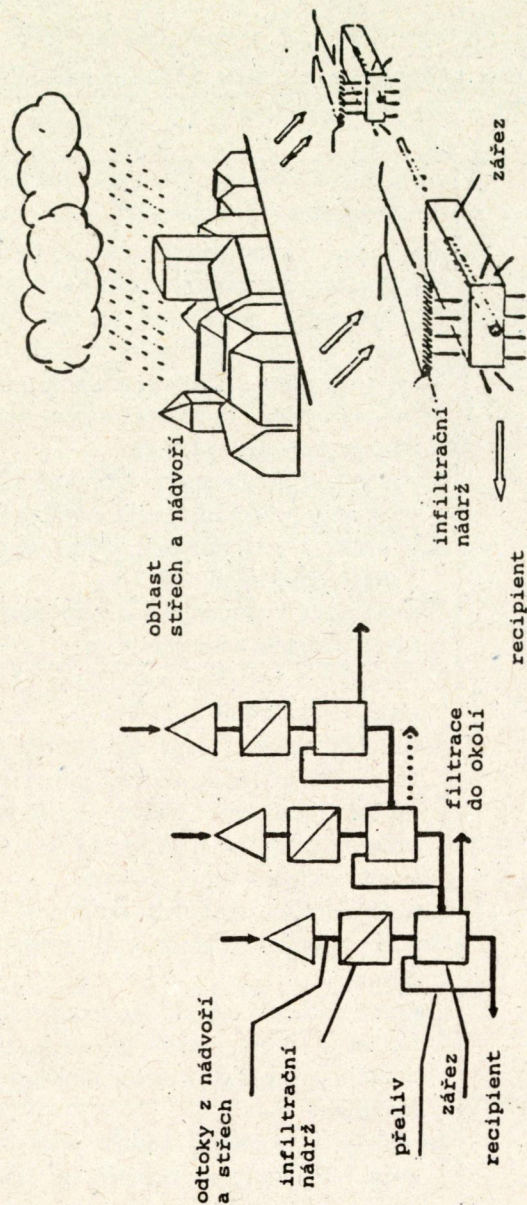 odtoky z nádvoří
a střech
infiltrační
nádrž
přeliv
zářez
recipient
filtrace
do okolí
oblast
střech a nádvoří
infiltrační
nádrž
zářez
recipient